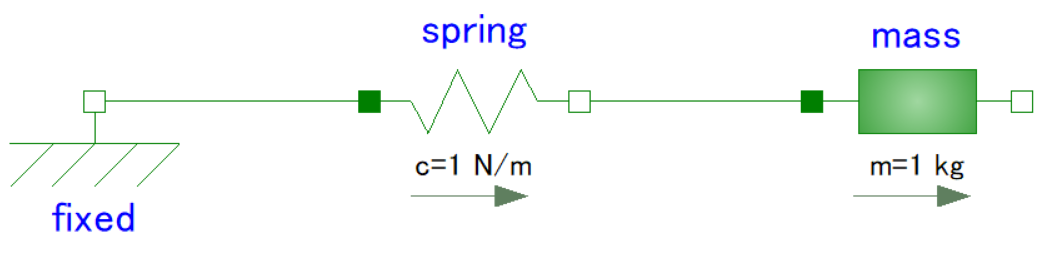 spring
mass
c=1 N/m
m=1 kg
fixed